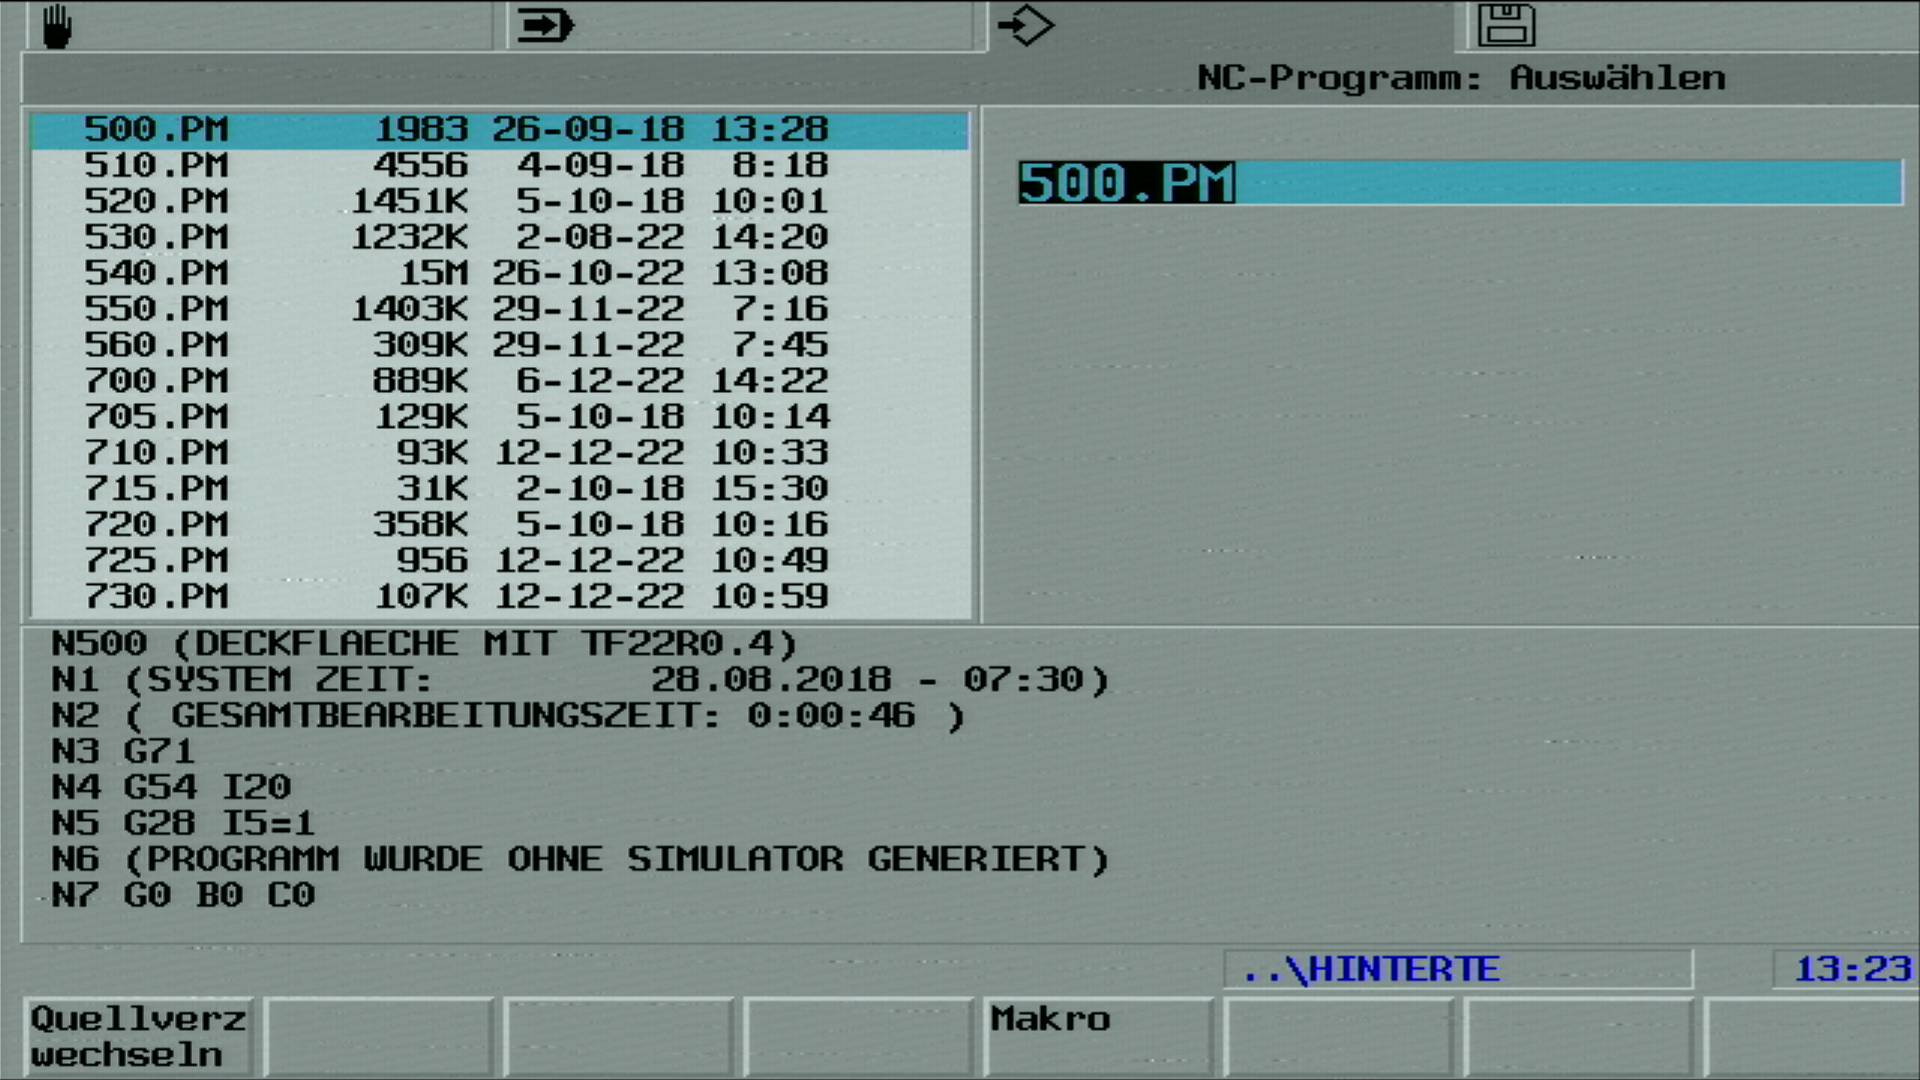 NC-Programm: Auswählen
500.PM 1983 26-09-18 13:28
510.PM 4556 4-09-18 8:18
520.PM 1451K 5-10-18 10:01
530.PM 1232K 2-08-22 14:20
540.PM 15M 26-10-22 13:08
550.PM 1403K 29-11-22 7:16
560.PM 309K 29-11-22 7:45
700.PM 889K 6-12-22 14:22
705.PM 129K 5-10-18 10:14
710.PM 93K 12-12-22 10:33
715.PM 31K 2-10-18 15:30
720.PM 358K 5-10-18 10:16
725.PM 956 12-12-22 10:49
730.PM 107K 12-12-22 10:59
500.PM
N500 (DECKFLAECHE MIT TF22R0.4)
N1 (SYSTEM ZEIT: 28.08.2018 - 07:30)
N2 ( GESAMTBEARBEITUNGSZEIT: 0:00:46 )
N3 G71
N4 G54 I20
N5 G28 I5=1
N6 (PROGRAMM WURDE OHNE SIMULATOR GENERIERT)
N7 G0 B0 C0
..\HINTERTE
13:23
Quellverz
wechseln
Makro